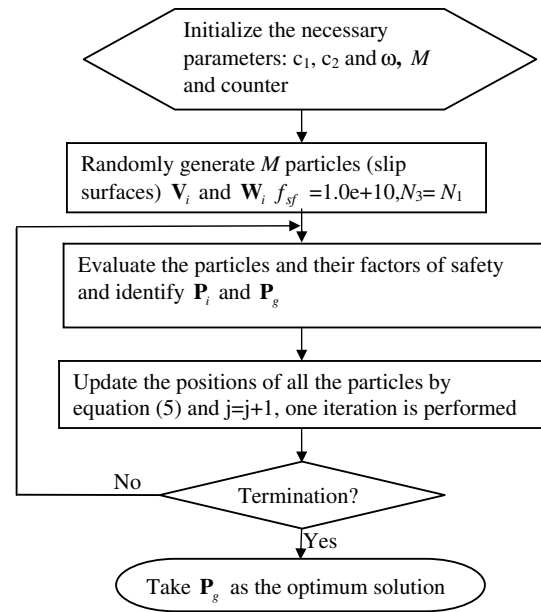 Initialize the necessary
parameters: c₁, c₂ and ω, M
and counter
Randomly generate M particles (slip
surfaces) Vᵢ and Wᵢ f_sf =1.0e+10,N₃= N₁
Evaluate the particles and their factors of safety
and identify Pᵢ and P_g
Update the positions of all the particles by
equation (5) and j=j+1, one iteration is performed
No
Termination?
Yes
Take P_g as the optimum solution